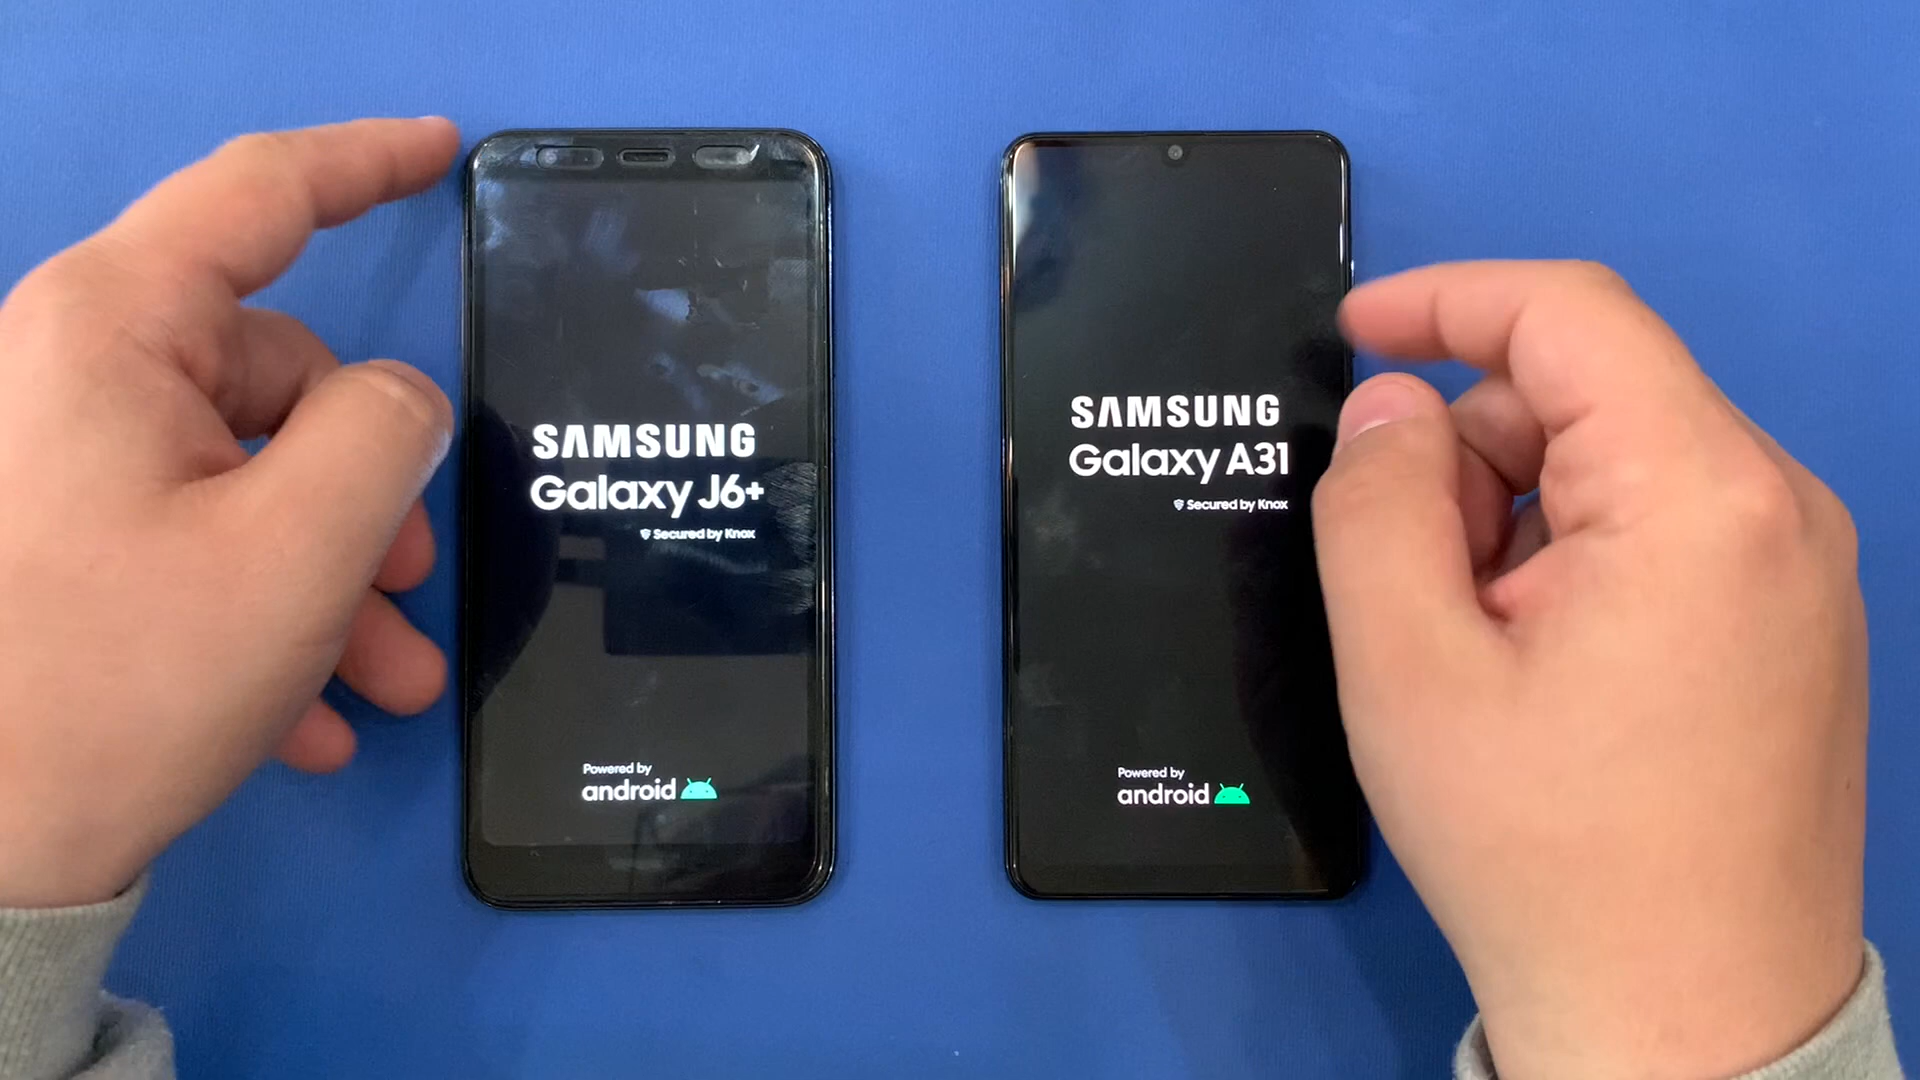 SAMSUNG
Galaxy J6+
Secured by Knox
Powered by
android
SAMSUNG
Galaxy A31
Secured by Knox
Powered by
android